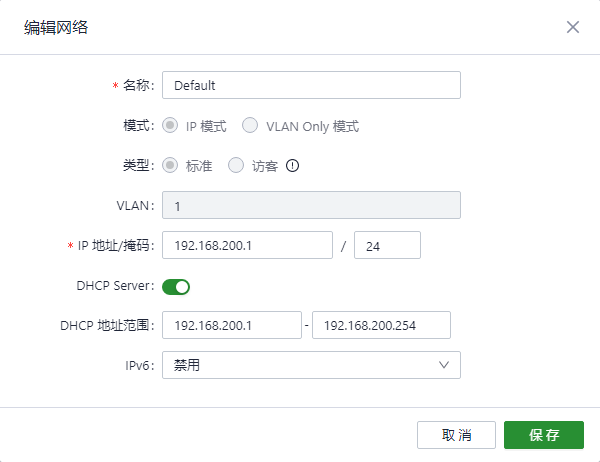 编辑网络
* 名称: Default
模式: IP 模式 VLAN Only 模式
类型: 标准 访客
VLAN: 1
* IP 地址/掩码: 192.168.200.1 / 24
DHCP Server:
DHCP 地址范围: 192.168.200.1 - 192.168.200.254
IPv6: 禁用
取消 保存